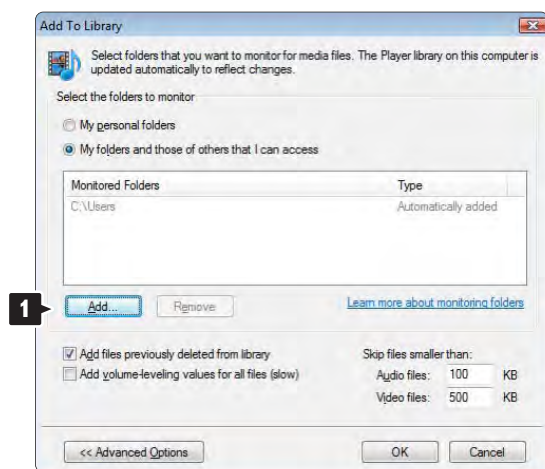 Add To Library
Select folders that you want to monitor for media files. The Player library on this computer is
updated automatically to reflect changes.
Select the folders to monitor
My personal folders
My folders and those of others that I can access
Monitored Folders Type
C:\Users Automatically added
1 Add... Remove Learn more about monitoring folders
Add files previously deleted from library Skip files smaller than:
Add volume-leveling values for all files (slow) Audio files: 100 KB
Video files: 500 KB
<< Advanced Options OK Cancel